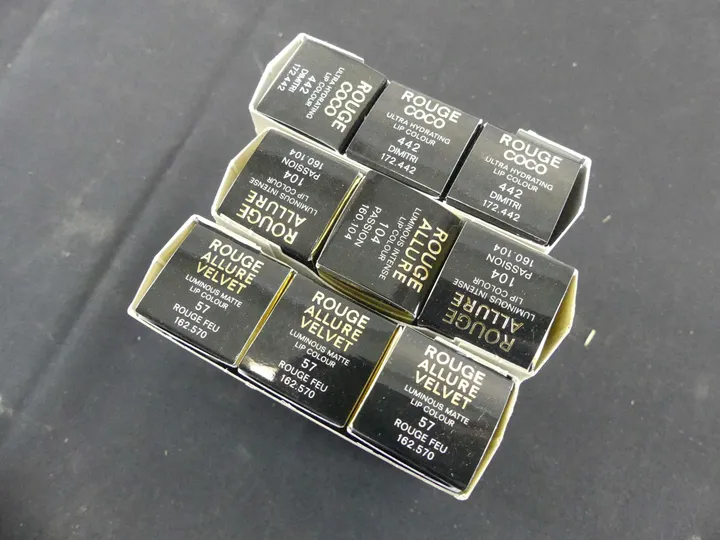 ROUGE
COCO
ULTRA HYDRATING
LIP COLOUR
442
DIMITRI
172.442
ROUGE
COCO
ULTRA HYDRATING
LIP COLOUR
442
DIMITRI
172.442
ROUGE
COCO
ULTRA HYDRATING
LIP COLOUR
442
DIMITRI
172.442
ROUGE
ALLURE
LUMINOUS INTENSE
LIP COLOUR
104
PASSION
160.104
ROUGE
ALLURE
LUMINOUS INTENSE
LIP COLOUR
104
PASSION
160.104
ROUGE
ALLURE
LUMINOUS INTENSE
LIP COLOUR
104
PASSION
160.104
ROUGE
ALLURE
VELVET
LUMINOUS MATTE
LIP COLOUR
57
ROUGE FEU
162.570
ROUGE
ALLURE
VELVET
LUMINOUS MATTE
LIP COLOUR
57
ROUGE FEU
162.570
ROUGE
ALLURE
VELVET
LUMINOUS MATTE
LIP COLOUR
57
ROUGE FEU
162.570